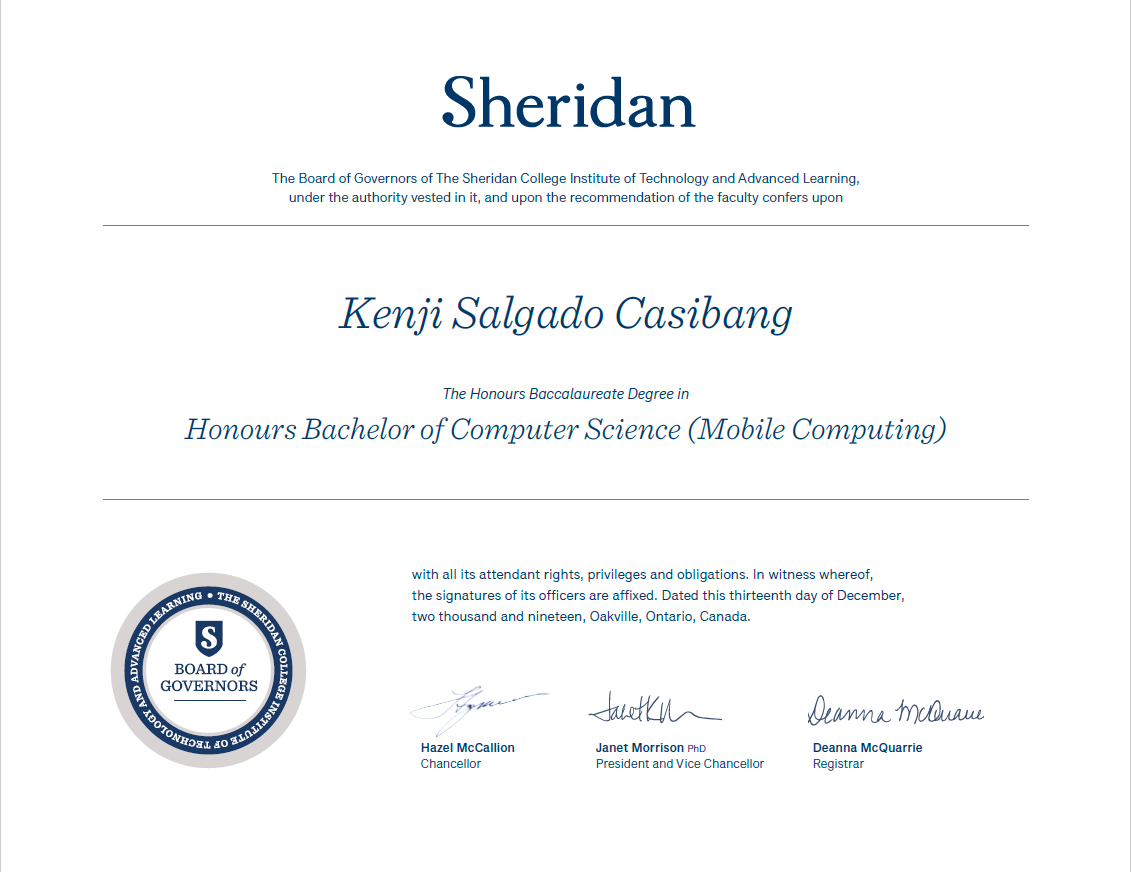 Sheridan
The Board of Governors of The Sheridan College Institute of Technology and Advanced Learning,
under the authority vested in it, and upon the recommendation of the faculty confers upon
Kenji Salgado Casibang
The Honours Baccalaureate Degree in
Honours Bachelor of Computer Science (Mobile Computing)
with all its attendant rights, privileges and obligations. In witness whereof,
the signatures of its officers are affixed. Dated this thirteenth day of December,
two thousand and nineteen, Oakville, Ontario, Canada.
THE SHERIDAN COLLEGE INSTITUTE OF TECHNOLOGY AND ADVANCED LEARNING •
S
BOARD of
GOVERNORS
Deanna McQuarrie
Hazel McCallion
Chancellor
Janet Morrison PhD
President and Vice Chancellor
Deanna McQuarrie
Registrar